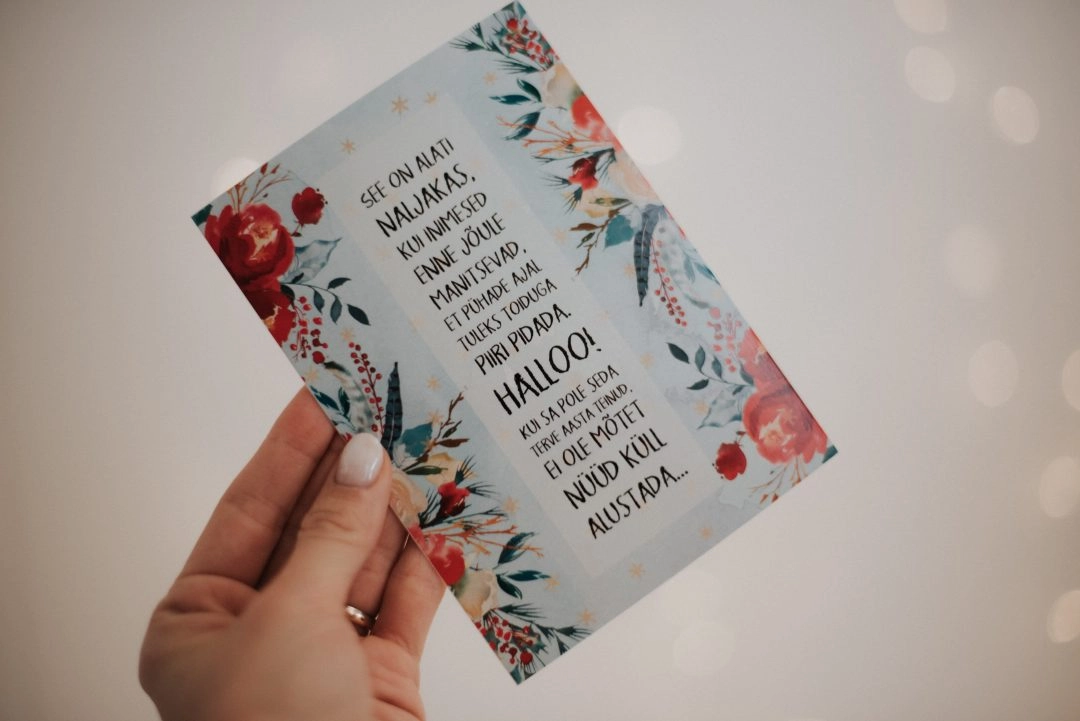 SEE ON ALATI
NALJAKAS,
KUI INIMESED
ENNE JÕULE
MANITSEVAD,
ET PÜHADE AJAL
TULEKS TOIDUGA
PIIRI PIDADA.
HALLOO!
KUI SA POLE SEDA
TERVE AASTA TEINUD,
EI OLE MÕTET
NÜÜD KÜLL
ALUSTADA...